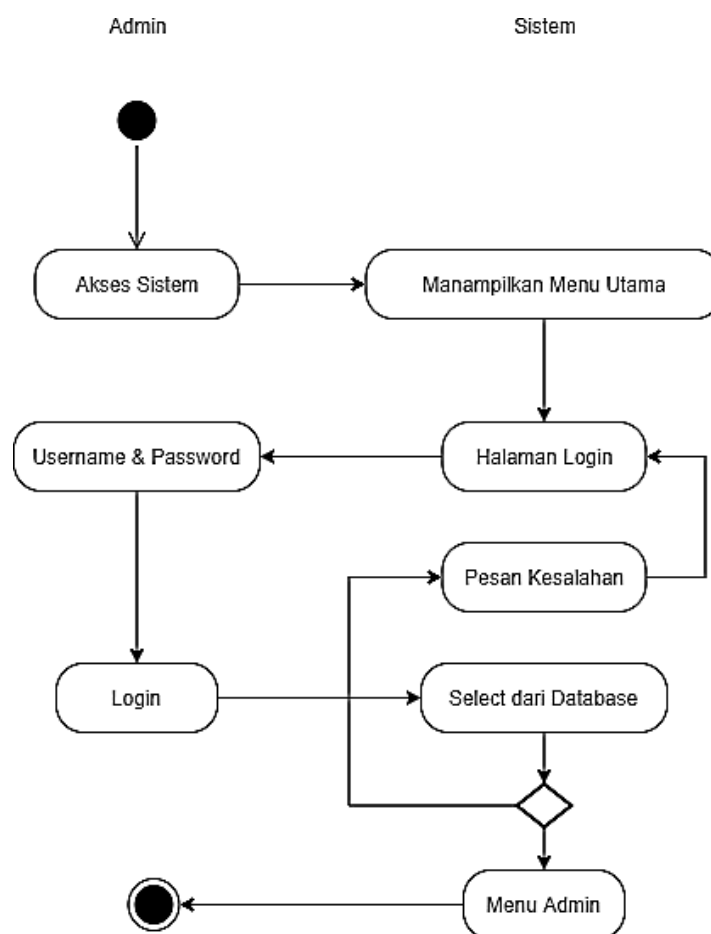 Admin
Sistem
Akses Sistem
Manampilkan Menu Utama
Username & Password
Halaman Login
Pesan Kesalahan
Login
Select dari Database
Menu Admin